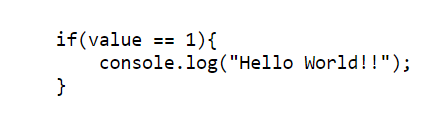 if(value == 1){
    console.log("Hello World!!");
}